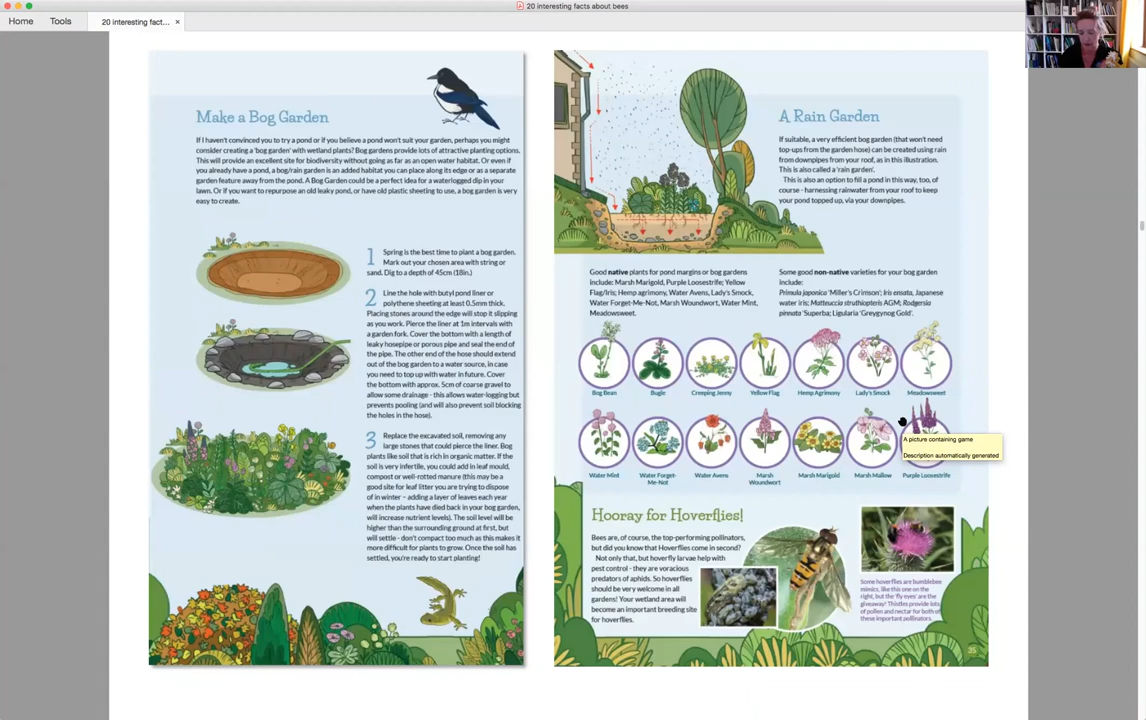 20 interesting facts about bees
Home
Tools
20 interesting fact... ×
Make a Bog Garden
If I haven't convinced you to try a pond or if you believe a pond won't suit your garden, perhaps you might
consider creating a 'bog garden' with wetland plants? Bog gardens provide lots of attractive planting options.
This will provide an excellent site for biodiversity without going as far as an open water habitat. Or even if
you already have a pond, a bog/rain garden is an added habitat you can place along its edge or as a separate
garden feature away from the pond. A Bog Garden could be a perfect idea for a waterlogged dip in your
lawn. Or if you want to repurpose an old leaky pond, or have old plastic sheeting to use, a bog garden is very
easy to create.
1 Spring is the best time to plant a bog garden.
Mark out your chosen area with string or
sand. Dig to a depth of 45cm (18in.)
2 Line the hole with butyl pond liner or
polythene sheeting at least 0.5mm thick.
Placing stones around the edge will stop it slipping
as you work. Pierce the liner at 1m intervals with
a garden fork. Cover the bottom with a length of
leaky hosepipe or porous pipe and seal the end of
the pipe. The other end of the hose should extend
out of the bog garden to a water source, in case
you need to top up with water in future. Cover
the bottom with approx. 5cm of coarse gravel to
allow some drainage - this allows water-logging but
prevents pooling (and will also prevent soil blocking
the holes in the hose).
3 Replace the excavated soil, removing any
large stones that could pierce the liner. Bog
plants like soil that is rich in organic matter. If the
soil is very infertile, you could add in leaf mould,
compost or well-rotted manure (this may be a
good site for leaf litter you are trying to dispose
of in winter – adding a layer of leaves each year
when the plants have died back in your bog garden,
will increase nutrient levels). The soil level will be
higher than the surrounding ground at first, but
will settle - don't compact too much as this makes it
more difficult for plants to grow. Once the soil has
settled, you're ready to start planting!
A Rain Garden
If suitable, a very efficient bog garden (that won't need
top-ups from the garden hose) can be created using rain
from downpipes from your roof, as in this illustration.
This is also called a 'rain garden'.
This is also an option to fill a pond in this way, too, of
course - harnessing rainwater from your roof to keep
your pond topped up, via your downpipes.
Good native plants for pond margins or bog gardens
include: Marsh Marigold, Purple Loosestrife; Yellow
Flag/Iris; Hemp agrimony, Water Avens, Lady's Smock,
Water Forget-Me-Not, Marsh Woundwort, Water Mint,
Meadowsweet.
Some good non-native varieties for your bog garden
include:
Primula japonica 'Miller's Crimson'; Iris ensata, Japanese
water iris; Matteuccia struthiopteris AGM; Rodgersia
pinnata 'Superba; Ligularia 'Greygynog Gold'.
Bog Bean
Bugle
Creeping Jenny
Yellow Flag
Hemp Agrimony
Lady's Smock
Meadowsweet
A picture containing game
Description automatically generated
Water Mint
Water Forget-
Me-Not
Water Avens
Marsh
Woundwort
Marsh Marigold
Marsh Mallow
Purple Loosestrife
Hooray for Hoverflies!
Bees are, of course, the top-performing pollinators,
but did you know that Hoverflies come in second?
Not only that, but hoverfly larvae help with
pest control - they are voracious
predators of aphids. So hoverflies
should be very welcome in all
gardens! Your wetland area will
become an important breeding site
for hoverflies.
Some hoverflies are bumblebee
mimics, like this one on the
right, but the 'fly eyes' are the
giveaway! Thistles provide lots
of pollen and nectar for both of
these important pollinators.
35